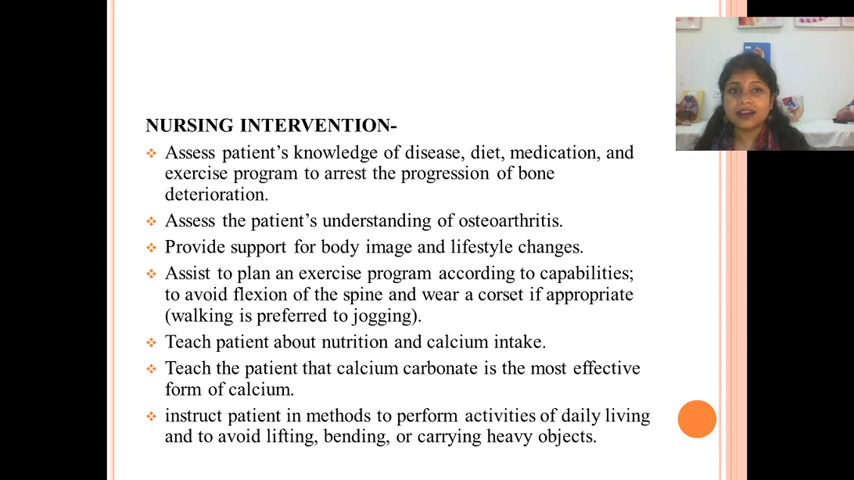 NURSING INTERVENTION-
Assess patient's knowledge of disease, diet, medication, and
exercise program to arrest the progression of bone
deterioration.
Assess the patient's understanding of osteoarthritis.
Provide support for body image and lifestyle changes.
Assist to plan an exercise program according to capabilities;
to avoid flexion of the spine and wear a corset if appropriate
(walking is preferred to jogging).
Teach patient about nutrition and calcium intake.
Teach the patient that calcium carbonate is the most effective
form of calcium.
instruct patient in methods to perform activities of daily living
and to avoid lifting, bending, or carrying heavy objects.